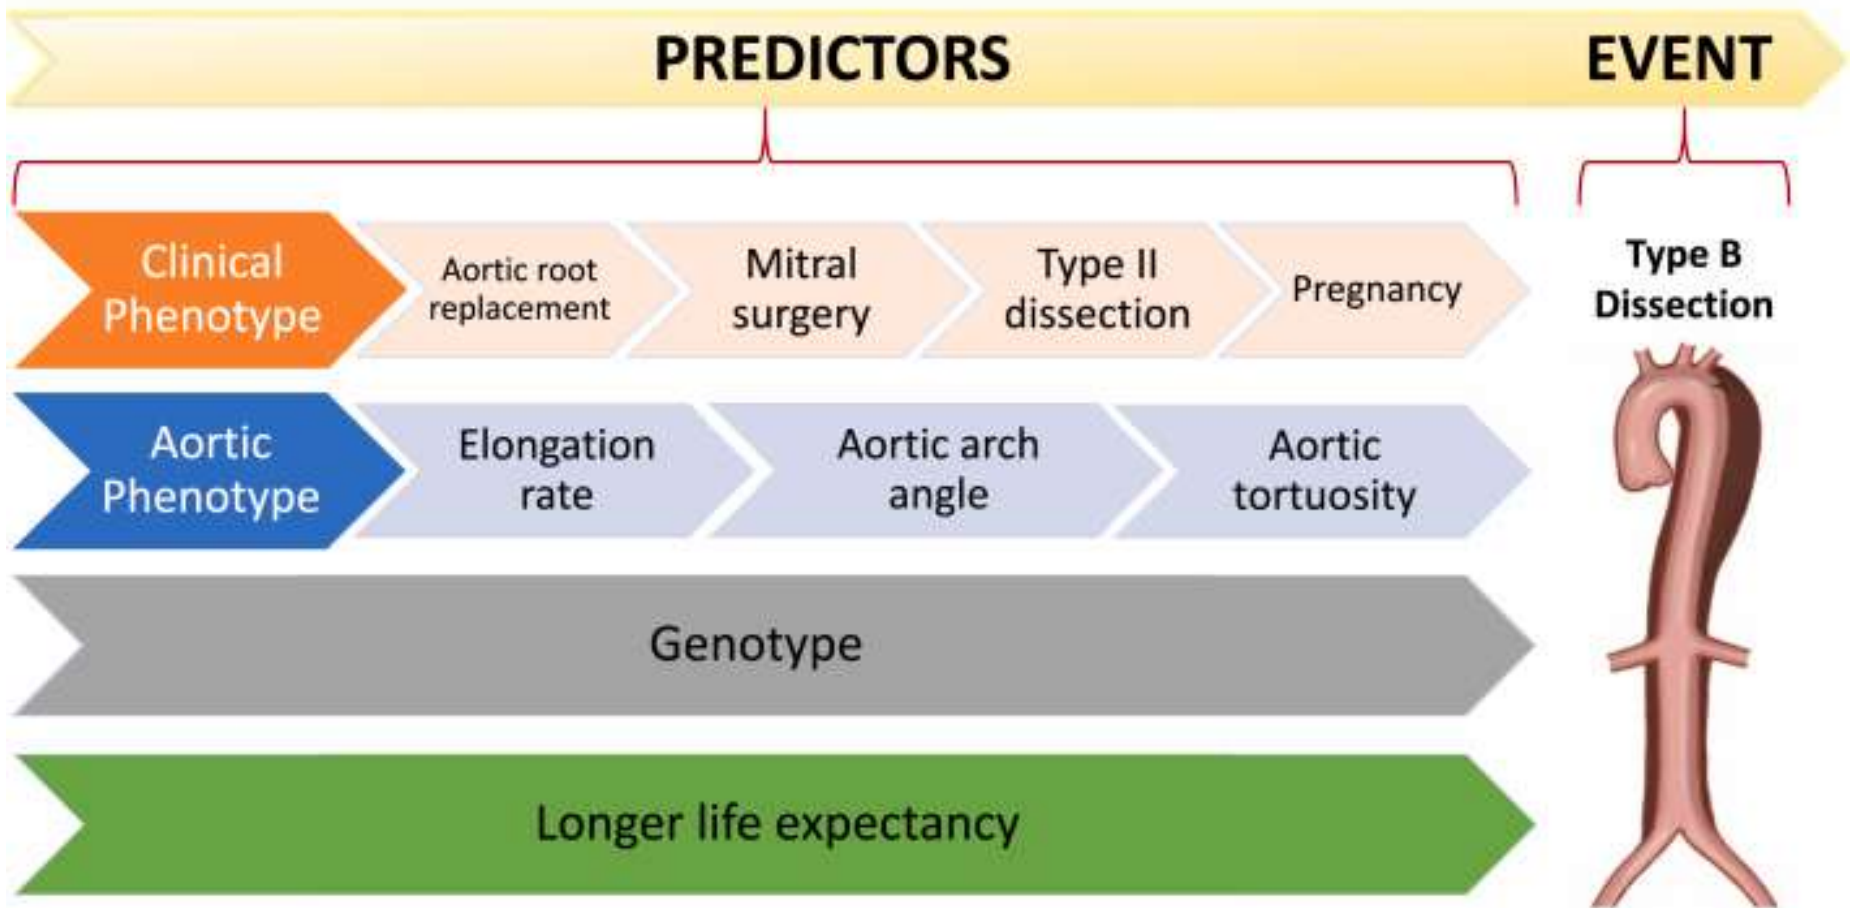 PREDICTORS
EVENT
Clinical
Phenotype
Aortic root
replacement
Mitral
surgery
Type II
dissection
Pregnancy
Type B
Dissection
Aortic
Phenotype
Elongation
rate
Aortic arch
angle
Aortic
tortuosity
Genotype
Longer life expectancy